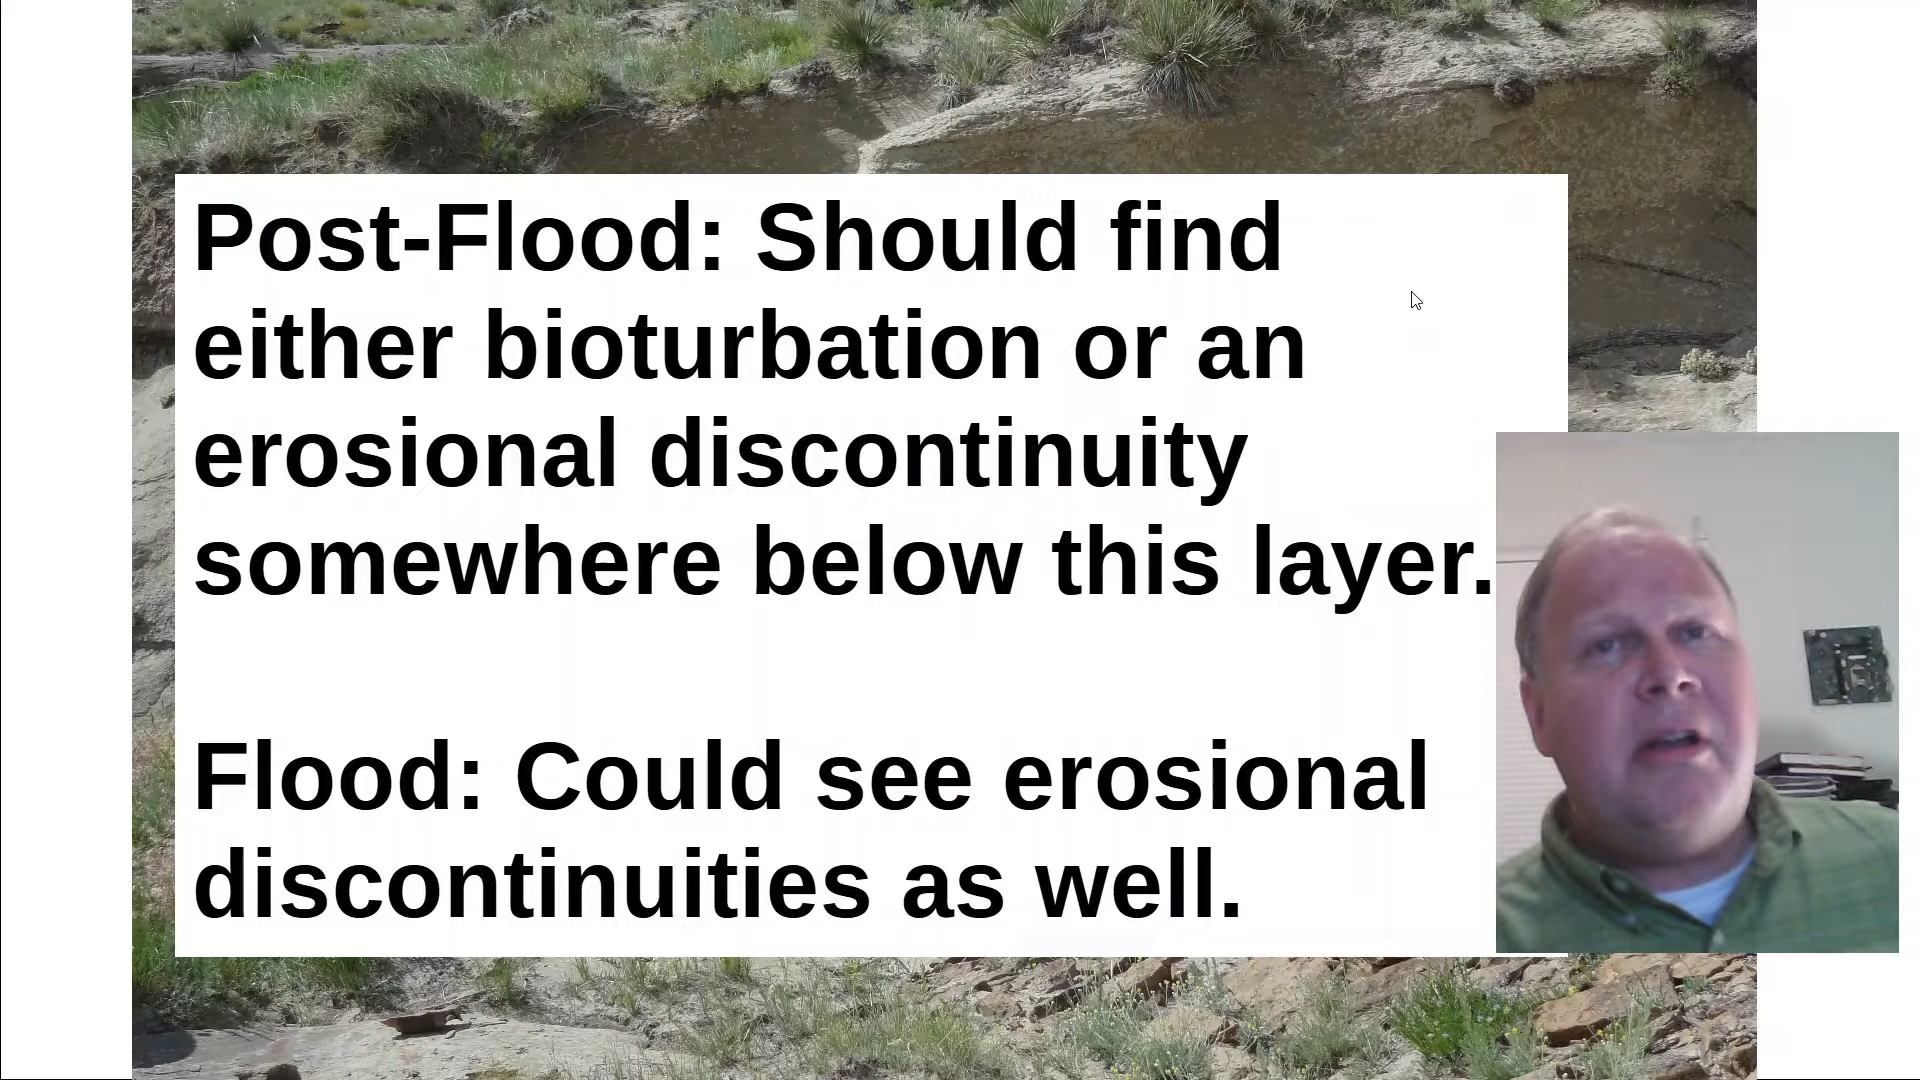 Post-Flood: Should find
either bioturbation or an
erosional discontinuity
somewhere below this layer.
Flood: Could see erosional
discontinuities as well.